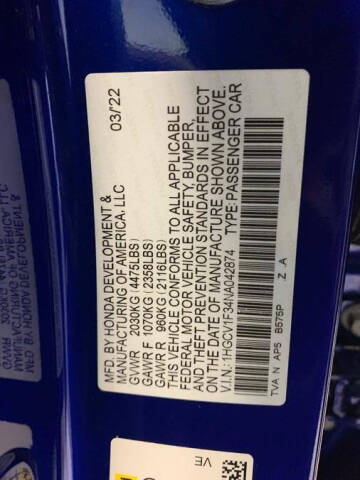 MFD. BY HONDA DEVELOPMENT & 03/22
MANUFACTURING OF AMERICA, LLC
GVWR 2030KG (4475LBS)
GAWR F 1070KG (2358LBS)
GAWR R 960KG (2116LBS)
THIS VEHICLE CONFORMS TO ALL APPLICABLE
FEDERAL MOTOR VEHICLE SAFETY, BUMPER,
AND THEFT PREVENTION STANDARDS IN EFFECT
ON THE DATE OF MANUFACTURE SHOWN ABOVE.
V.I.N.: 1HGCV1F34NA042874 TYPE: PASSENGER CAR
TVA N AP5 B575P Z A
VE